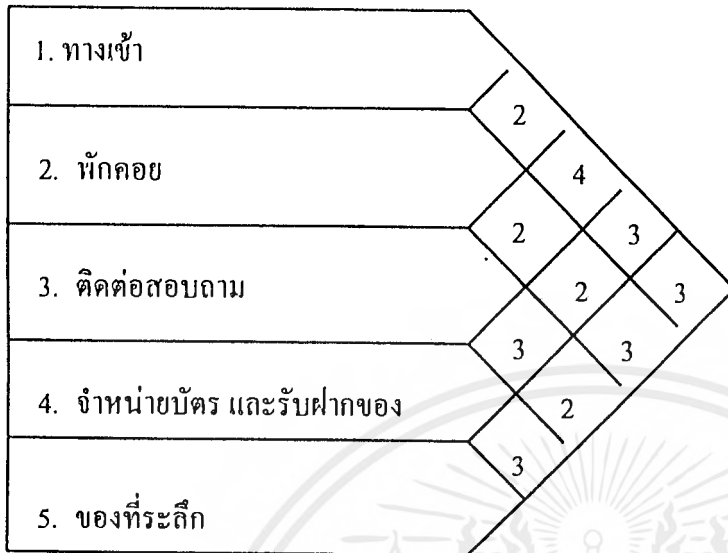 1. ทางเข้า
2
2. พักคอย
4
2
3
3. ติดต่อสอบถาม
2
3
3
3
4. จำหน่ายบัตร และรับฝากของ
2
3
5. ของที่ระลึก